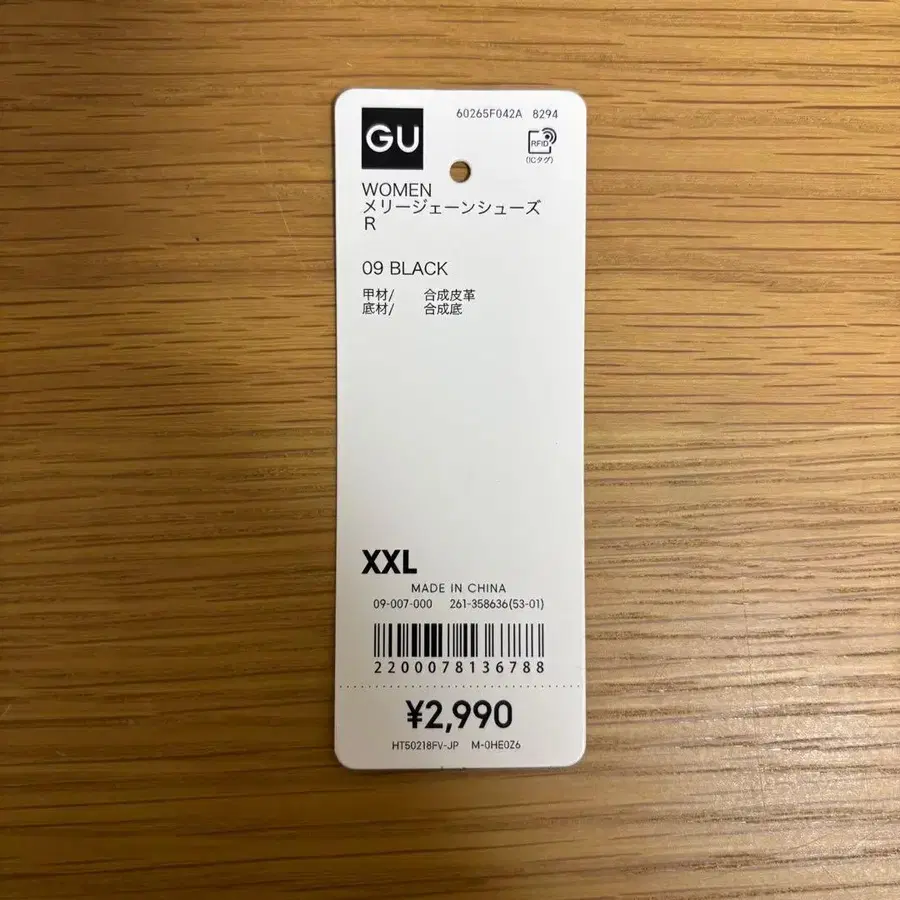 GU
60265F042A 8294
RFID
(ICタグ)
WOMEN
メリージェーンシューズ
R
09 BLACK
甲材/ 合成皮革
底材/ 合成底
XXL
MADE IN CHINA
09-007-000 261-358636(53-01)
2200078136788
¥2,990
HT50218FV-JP M-0HE0Z6